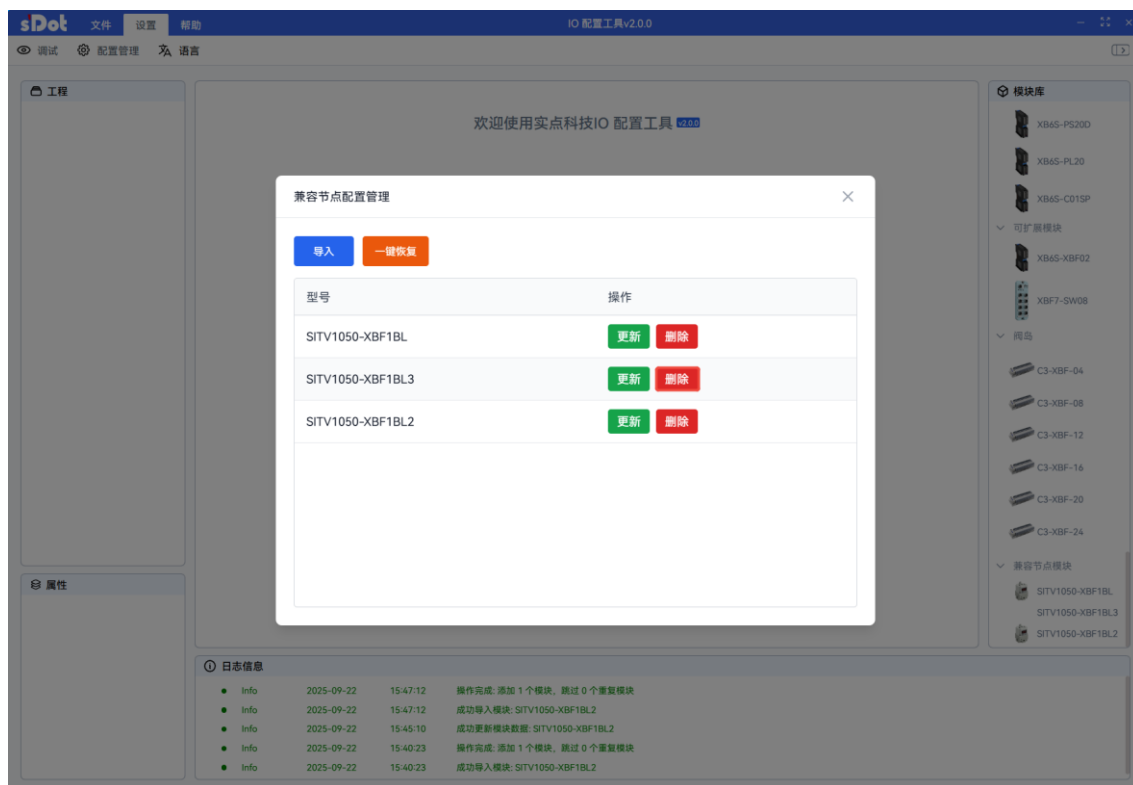 sDot 文件 设置 帮助 IO 配置工具v2.0.0
调试 配置管理 语言
工程
欢迎使用实点科技IO 配置工具 v2.0.0
模块库
XB6S-PS20D
XB6S-PL20
XB6S-C01SP
可扩展模块
XB6S-XBF02
XBF7-SW08
阀岛
C3-XBF-04
C3-XBF-08
C3-XBF-12
C3-XBF-16
C3-XBF-20
C3-XBF-24
兼容节点模块
SITV1050-XBF1BL
SITV1050-XBF1BL3
SITV1050-XBF1BL2
兼容节点配置管理
导入 一键恢复
型号 操作
SITV1050-XBF1BL 更新 删除
SITV1050-XBF1BL3 更新 删除
SITV1050-XBF1BL2 更新 删除
属性
日志信息
Info 2025-09-22 15:47:12 操作完成: 添加 1 个模块，跳过 0 个重复模块
Info 2025-09-22 15:47:12 成功导入模块: SITV1050-XBF1BL2
Info 2025-09-22 15:45:10 成功更新模块数据: SITV1050-XBF1BL2
Info 2025-09-22 15:40:23 操作完成: 添加 1 个模块，跳过 0 个重复模块
Info 2025-09-22 15:40:23 成功导入模块: SITV1050-XBF1BL2